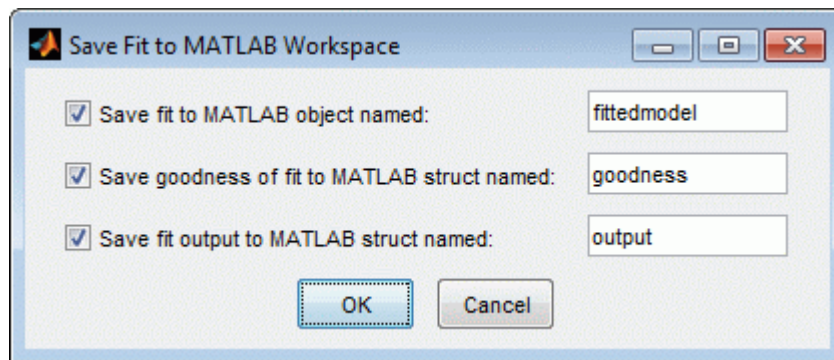 Save Fit to MATLAB Workspace
Save fit to MATLAB object named: fittedmodel
Save goodness of fit to MATLAB struct named: goodness
Save fit output to MATLAB struct named: output
OK Cancel